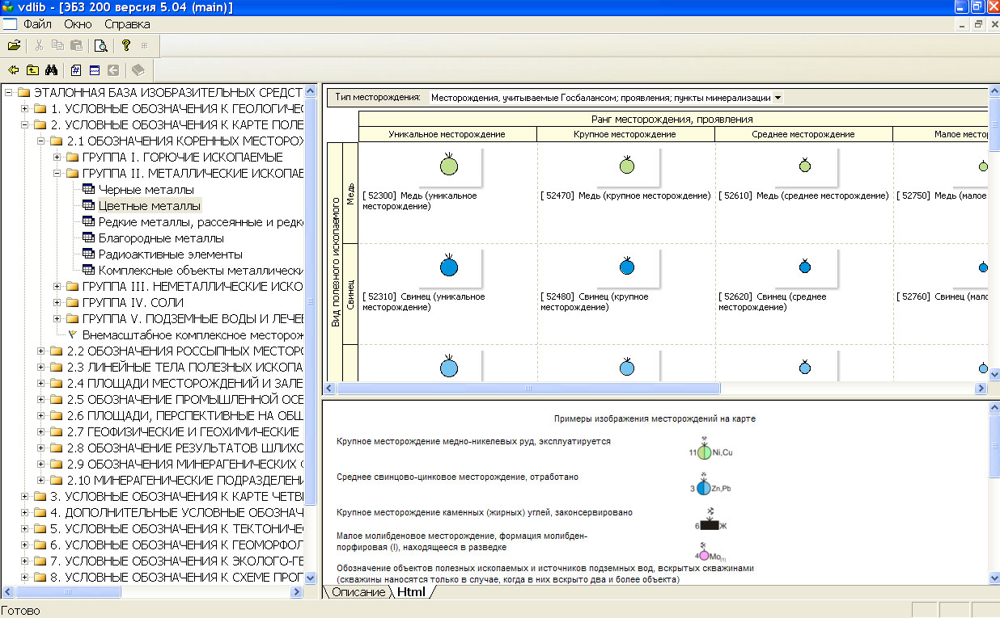 vdlib - [ЭБЗ 200 версия 5.04 (main)]
Файл Окно Справка
ЭТАЛОННАЯ БАЗА ИЗОБРАЗИТЕЛЬНЫХ СРЕДСТ
1. УСЛОВНЫЕ ОБОЗНАЧЕНИЯ К ГЕОЛОГИЧЕС
2. УСЛОВНЫЕ ОБОЗНАЧЕНИЯ К КАРТЕ ПОЛЕ
2.1 ОБОЗНАЧЕНИЯ КОРЕННЫХ МЕСТОРОЖ
ГРУППА I. ГОРЮЧИЕ ИСКОПАЕМЫЕ
ГРУППА II. МЕТАЛЛИЧЕСКИЕ ИСКОПАЕ
Черные металлы
Цветные металлы
Редкие металлы, рассеянные и редк
Благородные металлы
Радиоактивные элементы
Комплексные объекты металлически
ГРУППА III. НЕМЕТАЛЛИЧЕСКИЕ ИСКО
ГРУППА IV. СОЛИ
ГРУППА V. ПОДЗЕМНЫЕ ВОДЫ И ЛЕЧЕБ
Внемасштабное комплексное месторож
2.2 ОБОЗНАЧЕНИЯ РОССЫПНЫХ МЕСТОРО
2.3 ЛИНЕЙНЫЕ ТЕЛА ПОЛЕЗНЫХ ИСКОПА
2.4 ПЛОЩАДИ МЕСТОРОЖДЕНИЙ И ЗАЛЕ
2.5 ОБОЗНАЧЕНИЕ ПРОМЫШЛЕННОЙ ОСЕ
2.6 ПЛОЩАДИ, ПЕРСПЕКТИВНЫЕ НА ОБЩ
2.7 ГЕОФИЗИЧЕСКИЕ И ГЕОХИМИЧЕСКИЕ
2.8 ОБОЗНАЧЕНИЕ РЕЗУЛЬТАТОВ ШЛИХО
2.9 ОБОЗНАЧЕНИЯ МИНЕРАГЕНИЧЕСКИХ Ф
2.10 МИНЕРАГЕНИЧЕСКИЕ ПОДРАЗДЕЛЕНИ
3. УСЛОВНЫЕ ОБОЗНАЧЕНИЯ К КАРТЕ ЧЕТВЕ
4. ДОПОЛНИТЕЛЬНЫЕ УСЛОВНЫЕ ОБОЗНАЧ
5. УСЛОВНЫЕ ОБОЗНАЧЕНИЯ К ТЕКТОНИЧЕС
6. УСЛОВНЫЕ ОБОЗНАЧЕНИЯ К ГЕОМОРФОЛ
7. УСЛОВНЫЕ ОБОЗНАЧЕНИЯ К ЭКОЛОГО-ГЕ
8. УСЛОВНЫЕ ОБОЗНАЧЕНИЯ К СХЕМЕ ПРОГ
Тип месторождения: Месторождения, учитываемые Госбалансом; проявления; пункты минерализации
Ранг месторождения, проявления
Уникальное месторождение Крупное месторождение Среднее месторождение Малое местор
Вид полезного ископаемого
Медь
[ 52300] Медь (уникальное месторождение) [ 52470] Медь (крупное месторождение) [ 52610] Медь (среднее месторождение) [ 52750] Медь (малое
Свинец
[ 52310] Свинец (уникальное месторождение) [ 52480] Свинец (крупное месторождение) [ 52620] Свинец (среднее месторождение) [ 52760] Свинец (мало
Примеры изображения месторождений на карте
Крупное месторождение медно-никелевых руд, эксплуатируется
11 Ni,Cu
Среднее свинцово-цинковое месторождение, отработано
3 Zn,Pb
Крупное месторождение каменных (жирных) углей, законсервировано
6 Ж
Малое молибденовое месторождение, формация молибден-
порфировая (I), находящееся в разведке
4 Mo(1)
Обозначение объектов полезных ископаемых и источников подземных вод, вскрытых скважинами
(скважины наносятся только в случае, когда в них вскрыто два и более объекта)
Описание Html
Готово